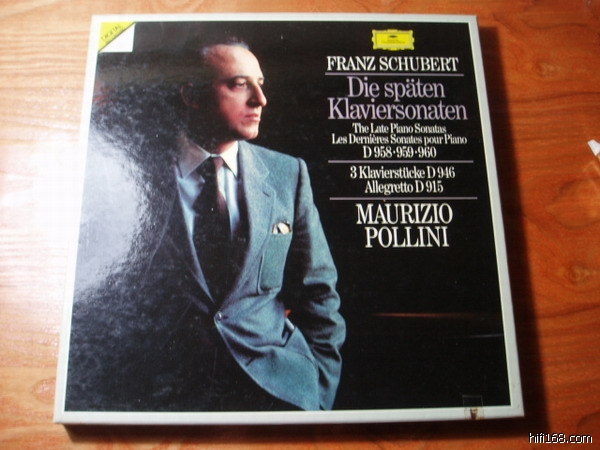 FRANZ SCHUBERT
Die späten
Klaviersonaten
The Late Piano Sonatas
Les Dernières Sonates pour Piano
D 958·959·960
3 Klavierstücke D 946
Allegretto D 915
MAURIZIO
POLLINI
hifi168.com